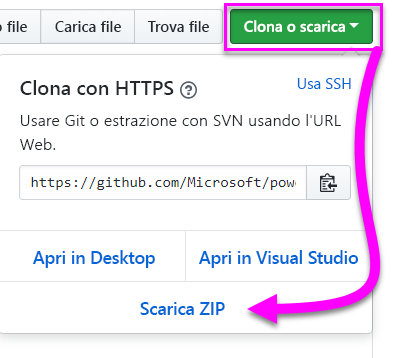 o file Carica file Trova file Clona o scarica
Clona con HTTPS ?
Usa SSH
Usare Git o estrazione con SVN usando l'URL
Web.
https://github.com/Microsoft/pow
Apri in Desktop Apri in Visual Studio
Scarica ZIP